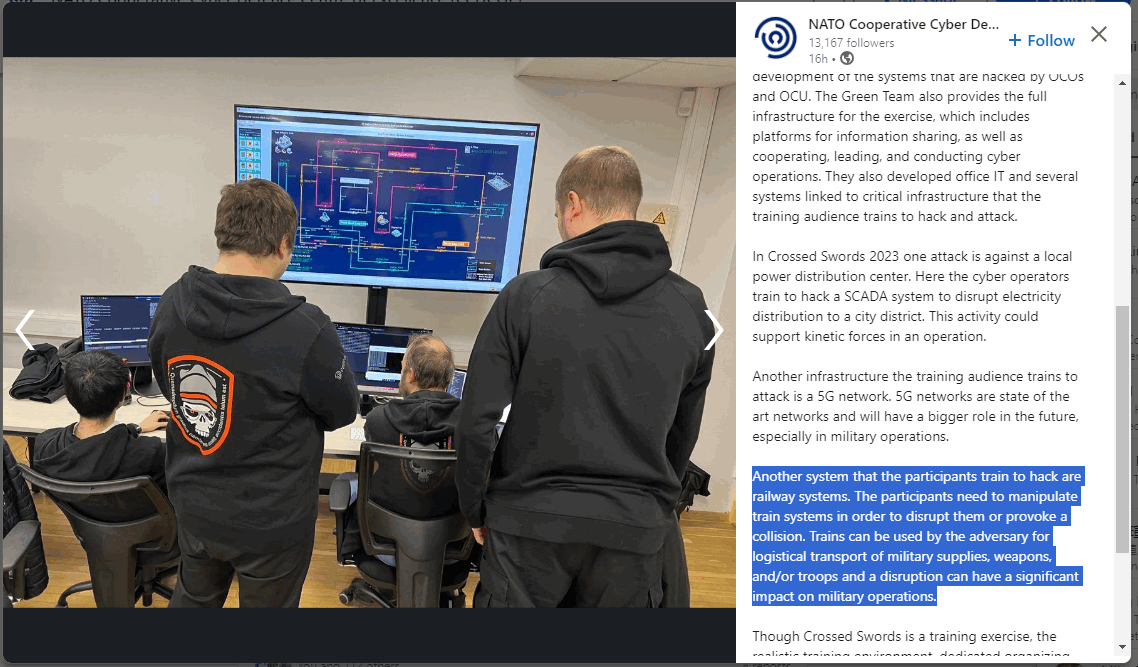 NATO Cooperative Cyber De...
13,167 followers
16h •
+ Follow
development of the systems that are hacked by OCOs
and OCU. The Green Team also provides the full
infrastructure for the exercise, which includes
platforms for information sharing, as well as
cooperating, leading, and conducting cyber
operations. They also developed office IT and several
systems linked to critical infrastructure that the
training audience trains to hack and attack.
In Crossed Swords 2023 one attack is against a local
power distribution center. Here the cyber operators
train to hack a SCADA system to disrupt electricity
distribution to a city district. This activity could
support kinetic forces in an operation.
Another infrastructure the training audience trains to
attack is a 5G network. 5G networks are state of the
art networks and will have a bigger role in the future,
especially in military operations.
Another system that the participants train to hack are
railway systems. The participants need to manipulate
train systems in order to disrupt them or provoke a
collision. Trains can be used by the adversary for
logistical transport of military supplies, weapons,
and/or troops and a disruption can have a significant
impact on military operations.
Though Crossed Swords is a training exercise, the
realistic training environment, dedicated organizing